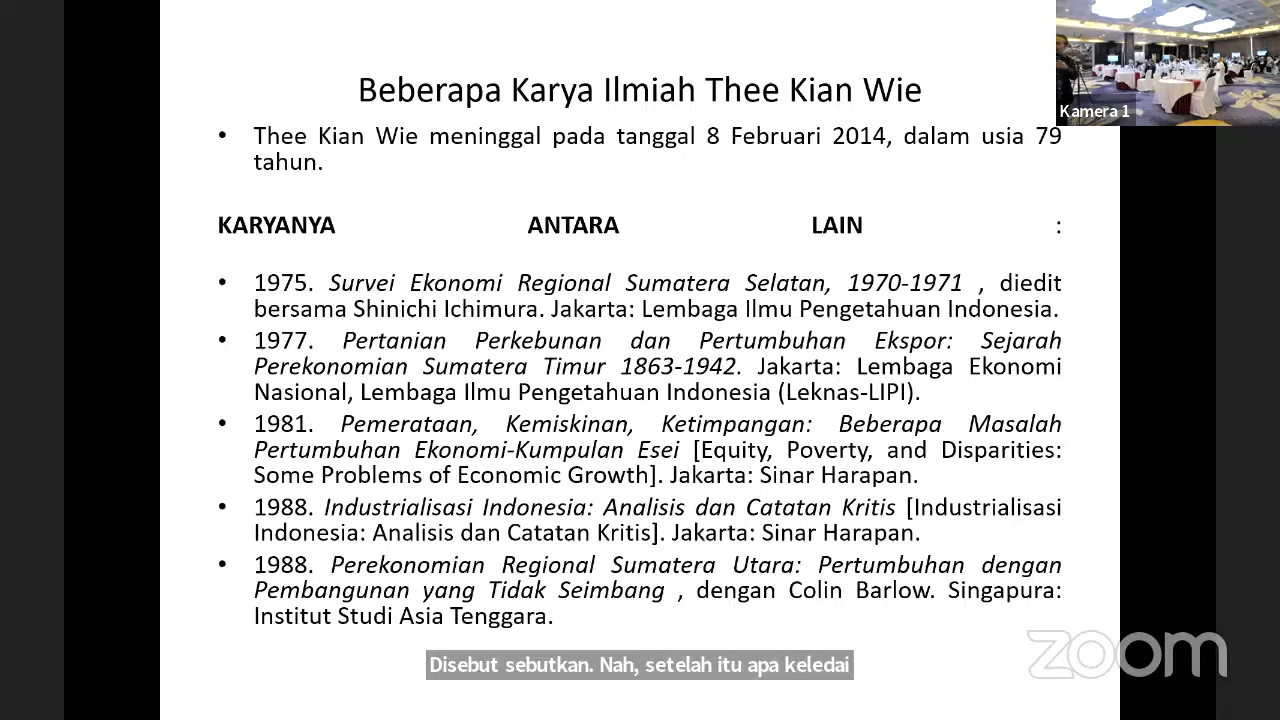 Beberapa Karya Ilmiah Thee Kian Wie
Kamera 1
• Thee Kian Wie meninggal pada tanggal 8 Februari 2014, dalam usia 79
tahun.
KARYANYA ANTARA LAIN :
• 1975. Survei Ekonomi Regional Sumatera Selatan, 1970-1971 , diedit
bersama Shinichi Ichimura. Jakarta: Lembaga Ilmu Pengetahuan Indonesia.
• 1977. Pertanian Perkebunan dan Pertumbuhan Ekspor: Sejarah
Perekonomian Sumatera Timur 1863-1942. Jakarta: Lembaga Ekonomi
Nasional, Lembaga Ilmu Pengetahuan Indonesia (Leknas-LIPI).
• 1981. Pemerataan, Kemiskinan, Ketimpangan: Beberapa Masalah
Pertumbuhan Ekonomi-Kumpulan Esei [Equity, Poverty, and Disparities:
Some Problems of Economic Growth]. Jakarta: Sinar Harapan.
• 1988. Industrialisasi Indonesia: Analisis dan Catatan Kritis [Industrialisasi
Indonesia: Analisis dan Catatan Kritis]. Jakarta: Sinar Harapan.
• 1988. Perekonomian Regional Sumatera Utara: Pertumbuhan dengan
Pembangunan yang Tidak Seimbang , dengan Colin Barlow. Singapura:
Institut Studi Asia Tenggara.
zoom
Disebut sebutkan. Nah, setelah itu apa keledai